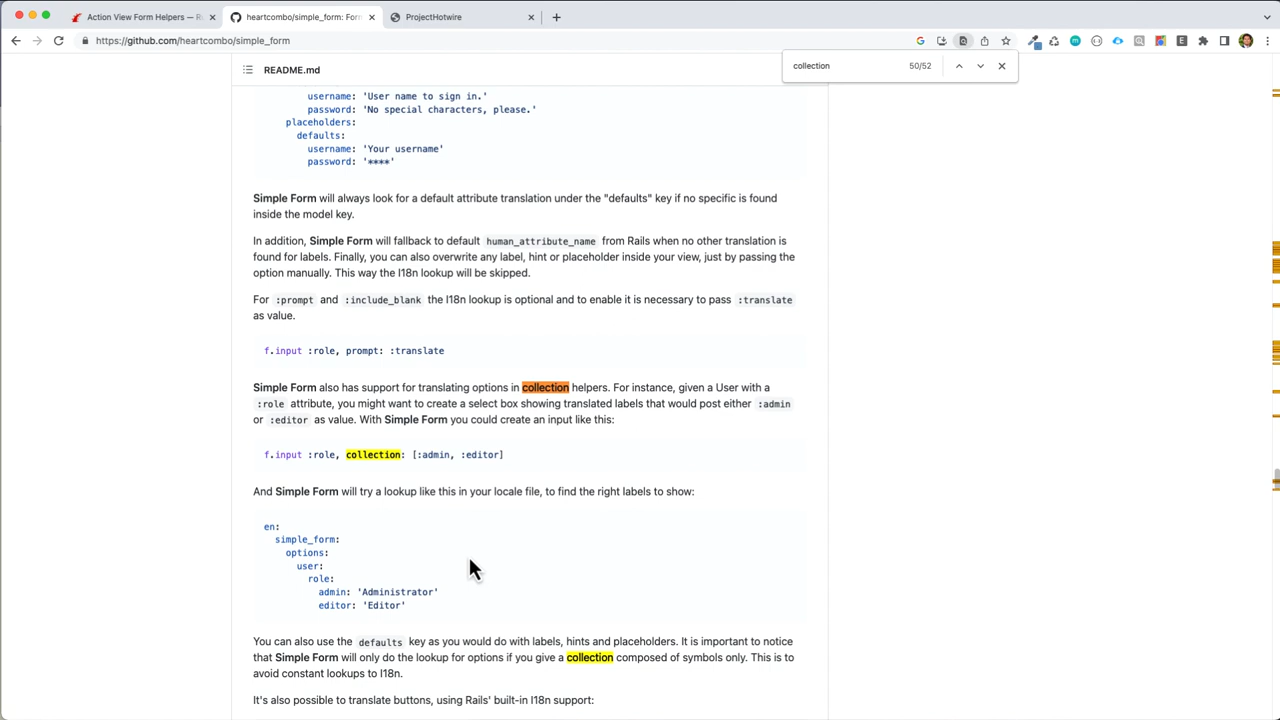 Action View Form Helpers — R
heartcombo/simple_form: For
ProjectHotwire
https://github.com/heartcombo/simple_form
collection
50/52
README.md
username: 'User name to sign in.'
password: 'No special characters, please.'
placeholders:
defaults:
username: 'Your username'
password: '****'
Simple Form will always look for a default attribute translation under the "defaults" key if no specific is found
inside the model key.
In addition, Simple Form will fallback to default human_attribute_name from Rails when no other translation is
found for labels. Finally, you can also overwrite any label, hint or placeholder inside your view, just by passing the
option manually. This way the I18n lookup will be skipped.
For :prompt and :include_blank the I18n lookup is optional and to enable it is necessary to pass :translate
as value.
f.input :role, prompt: :translate
Simple Form also has support for translating options in collection helpers. For instance, given a User with a
:role attribute, you might want to create a select box showing translated labels that would post either :admin
or :editor as value. With Simple Form you could create an input like this:
f.input :role, collection: [:admin, :editor]
And Simple Form will try a lookup like this in your locale file, to find the right labels to show:
en:
simple_form:
options:
user:
role:
admin: 'Administrator'
editor: 'Editor'
You can also use the defaults key as you would do with labels, hints and placeholders. It is important to notice
that Simple Form will only do the lookup for options if you give a collection composed of symbols only. This is to
avoid constant lookups to I18n.
It's also possible to translate buttons, using Rails' built-in I18n support: